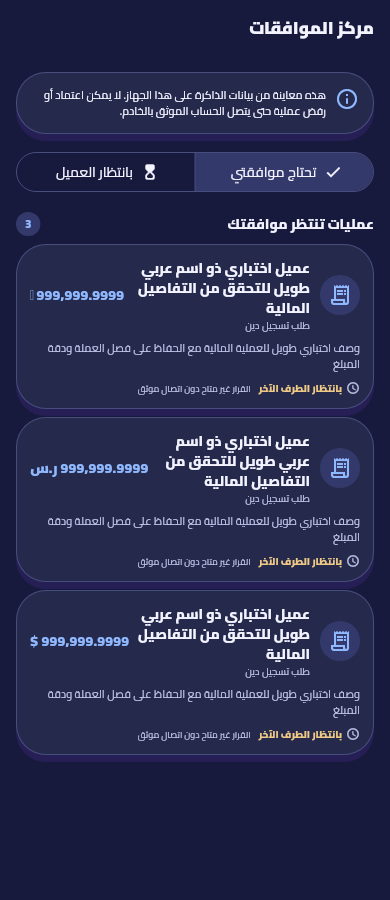 مركز الموافقات
هذه معاينة من بيانات الذاكرة على هذا الجهاز. لا يمكن اعتماد أو
رفض عملية حتى يتصل الحساب الموثق بالخادم.
تحتاج موافقتي
بانتظار العميل
عمليات تنتظر موافقتك
3
عميل اختباري ذو اسم عربي
طويل للتحقق من التفاصيل
المالية
999,999.9999
طلب تسجيل دين
وصف اختباري طويل للعملية المالية مع الحفاظ على فصل العملة ودقة
المبلغ
بانتظار الطرف الآخر
القرار غير متاح دون اتصال موثق
عميل اختباري ذو اسم
عربي طويل للتحقق من
التفاصيل المالية
999,999.9999 ر.س
طلب تسجيل دين
وصف اختباري طويل للعملية المالية مع الحفاظ على فصل العملة ودقة
المبلغ
بانتظار الطرف الآخر
القرار غير متاح دون اتصال موثق
عميل اختباري ذو اسم عربي
طويل للتحقق من التفاصيل
المالية
$ 999,999.9999
طلب تسجيل دين
وصف اختباري طويل للعملية المالية مع الحفاظ على فصل العملة ودقة
المبلغ
بانتظار الطرف الآخر
القرار غير متاح دون اتصال موثق